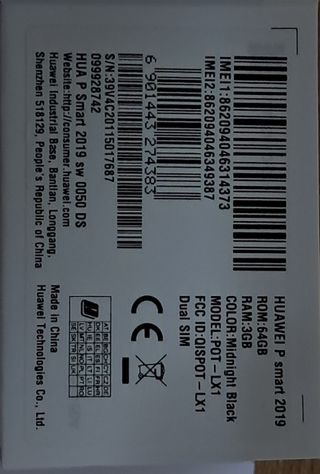 HUAWEI P smart 2019
ROM:64GB
RAM:3GB
COLOR:Midnight Black
MODEL:POT-LX1
FCC ID:QISPOT-LX1
Dual SIM
IMEI1:862094046314373
IMEI2:862094046349387
6 901443 274383
S/N:39V4C20115017687
HUA P Smart 2019 sw 0050 DS
099928742
Website:http://consumer.huawei.com
Huawei Industrial Base, Bantian, Longgang,
Shenzhen 518129, People's Republic of China
CE
Made in China
Huawei Technologies Co., Ltd.